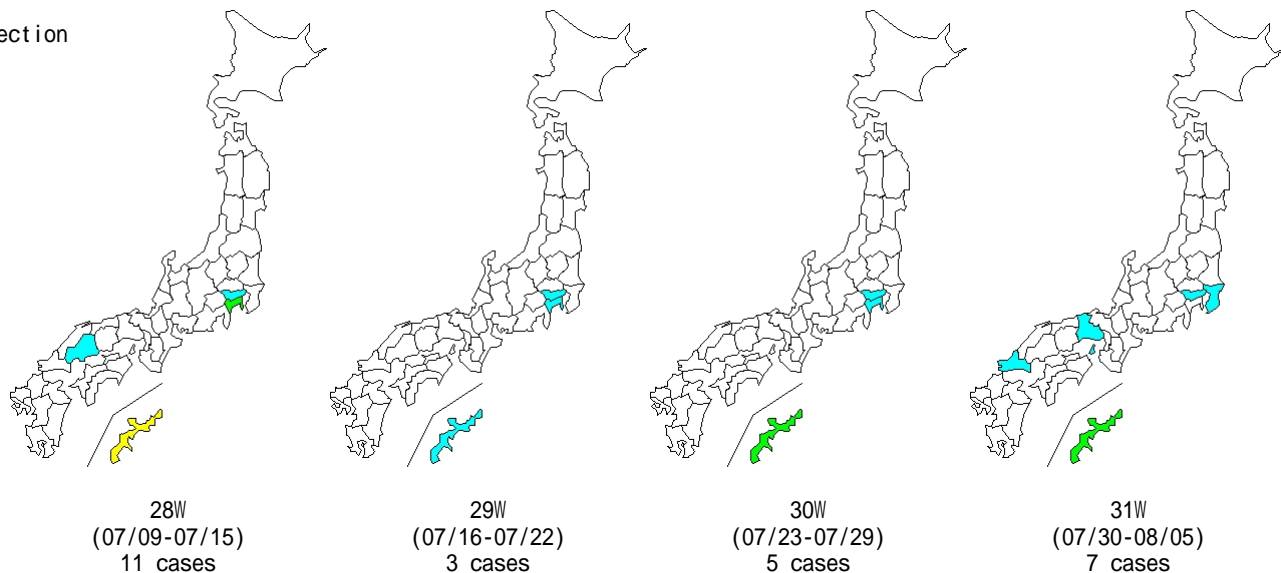 ection
28W
(07/09-07/15)
11 cases
29W
(07/16-07/22)
3 cases
30W
(07/23-07/29)
5 cases
31W
(07/30-08/05)
7 cases